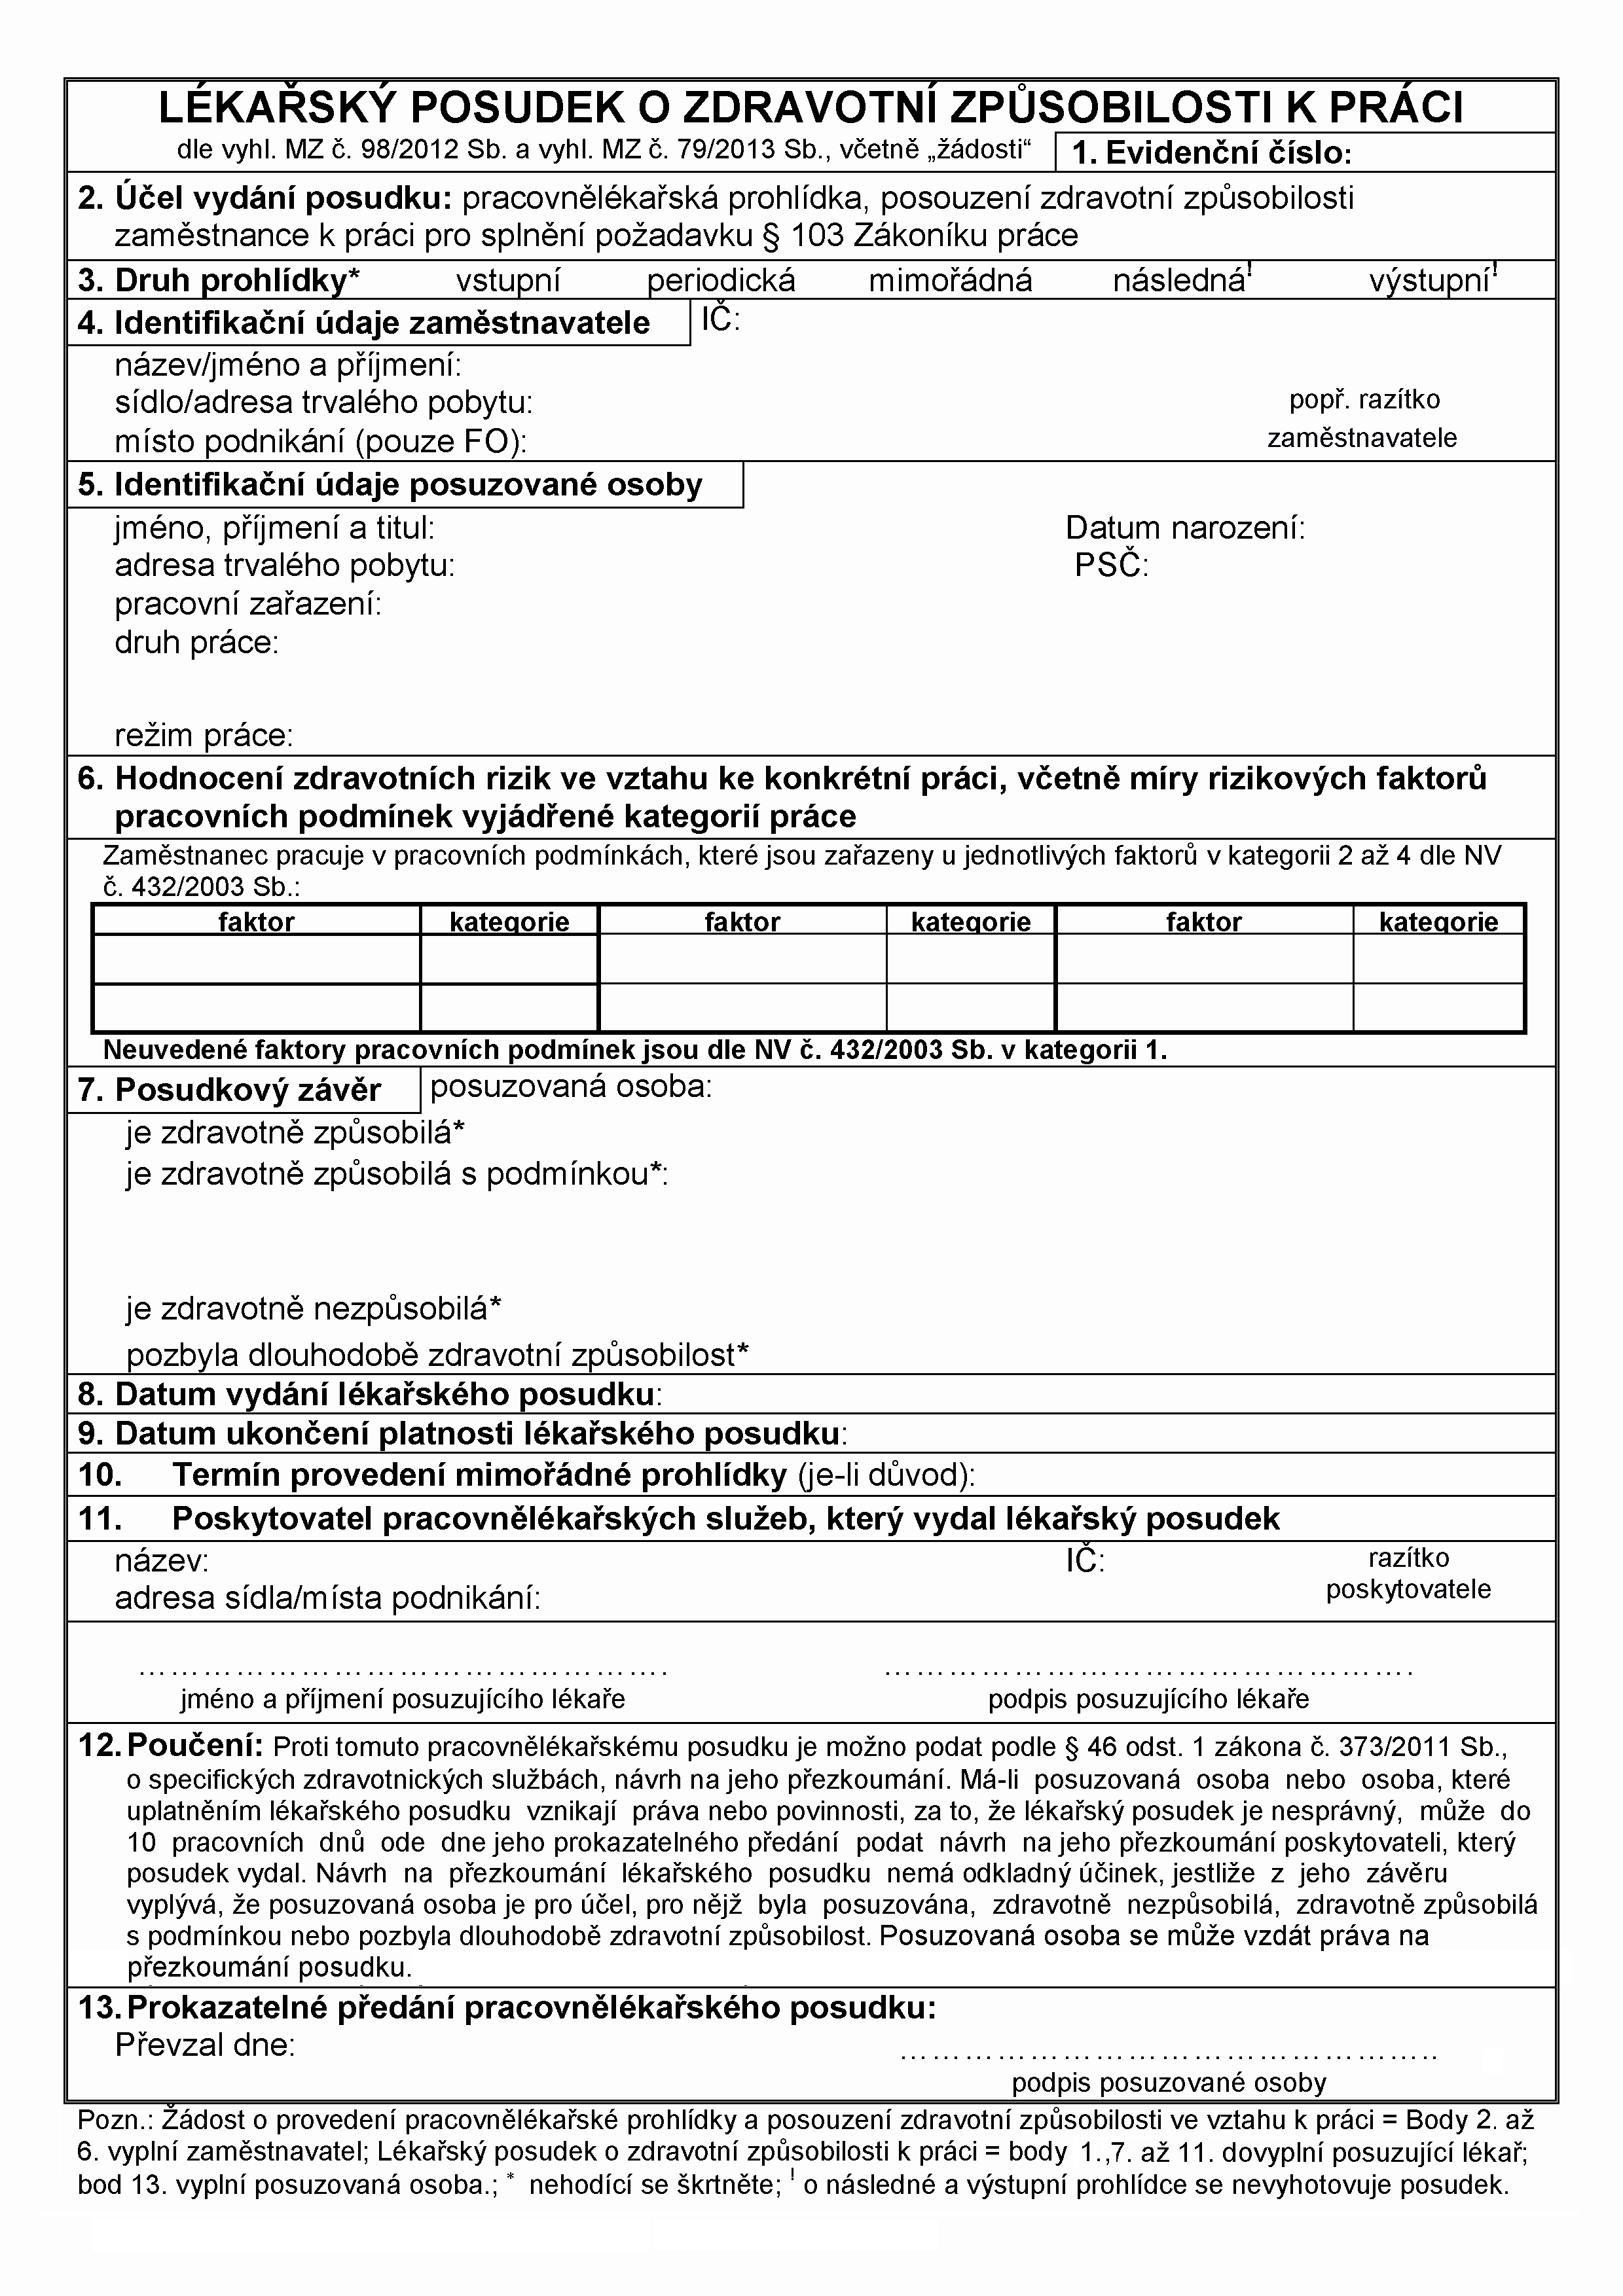 LÉKAŘSKÝ POSUDEK O ZDRAVOTNÍ ZPŮSOBILOSTI K PRÁCI
dle vyhl. MZ č. 98/2012 Sb. a vyhl. MZ č. 79/2013 Sb., včetně „žádosti“ 1. Evidenční číslo:
2. Účel vydání posudku: pracovnělékařská prohlídka, posouzení zdravotní způsobilosti
zaměstnance k práci pro splnění požadavku § 103 Zákoníku práce
3. Druh prohlídky* vstupní periodická mimořádná následná! výstupní!
4. Identifikační údaje zaměstnavatele IČ:
název/jméno a příjmení:
sídlo/adresa trvalého pobytu: popř. razítko
místo podnikání (pouze FO): zaměstnavatele
5. Identifikační údaje posuzované osoby
jméno, příjmení a titul: Datum narození:
adresa trvalého pobytu: PSČ:
pracovní zařazení:
druh práce:
režim práce:
6. Hodnocení zdravotních rizik ve vztahu ke konkrétní práci, včetně míry rizikových faktorů
pracovních podmínek vyjádřené kategorií práce
Zaměstnanec pracuje v pracovních podmínkách, které jsou zařazeny u jednotlivých faktorů v kategorii 2 až 4 dle NV
č. 432/2003 Sb.:
faktor kategorie faktor kategorie faktor kategorie
Neuvedené faktory pracovních podmínek jsou dle NV č. 432/2003 Sb. v kategorii 1.
7. Posudkový závěr posuzovaná osoba:
je zdravotně způsobilá*
je zdravotně způsobilá s podmínkou*:
je zdravotně nezpůsobilá*
pozbyla dlouhodobě zdravotní způsobilost*
8. Datum vydání lékařského posudku:
9. Datum ukončení platnosti lékařského posudku:
10. Termín provedení mimořádné prohlídky (je-li důvod):
11. Poskytovatel pracovnělékařských služeb, který vydal lékařský posudek
název: IČ: razítko
adresa sídla/místa podnikání: poskytovatele
………………………………………………. ……………………………………………….
jméno a příjmení posuzujícího lékaře podpis posuzujícího lékaře
12. Poučení: Proti tomuto pracovnělékařskému posudku je možno podat podle § 46 odst. 1 zákona č. 373/2011 Sb.,
o specifických zdravotnických službách, návrh na jeho přezkoumání. Má-li posuzovaná osoba nebo osoba, které
uplatněním lékařského posudku vznikají práva nebo povinnosti, za to, že lékařský posudek je nesprávný, může do
10 pracovních dnů ode dne jeho prokazatelného předání podat návrh na jeho přezkoumání poskytovateli, který
posudek vydal. Návrh na přezkoumání lékařského posudku nemá odkladný účinek, jestliže z jeho závěru
vyplývá, že posuzovaná osoba je pro účel, pro nějž byla posuzována, zdravotně nezpůsobilá, zdravotně způsobilá
s podmínkou nebo pozbyla dlouhodobě zdravotní způsobilost. Posuzovaná osoba se může vzdát práva na
přezkoumání posudku.
13. Prokazatelné předání pracovnělékařského posudku:
Převzal dne: ………………………………………………..
podpis posuzované osoby
Pozn.: Žádost o provedení pracovnělékařské prohlídky a posouzení zdravotní způsobilosti ve vztahu k práci = Body 2. až
6. vyplní zaměstnavatel; Lékařský posudek o zdravotní způsobilosti k práci = body 1.,7. až 11. dovyplní posuzující lékař;
bod 13. vyplní posuzovaná osoba.; * nehodící se škrtněte; ! o následné a výstupní prohlídce se nevyhotovuje posudek.